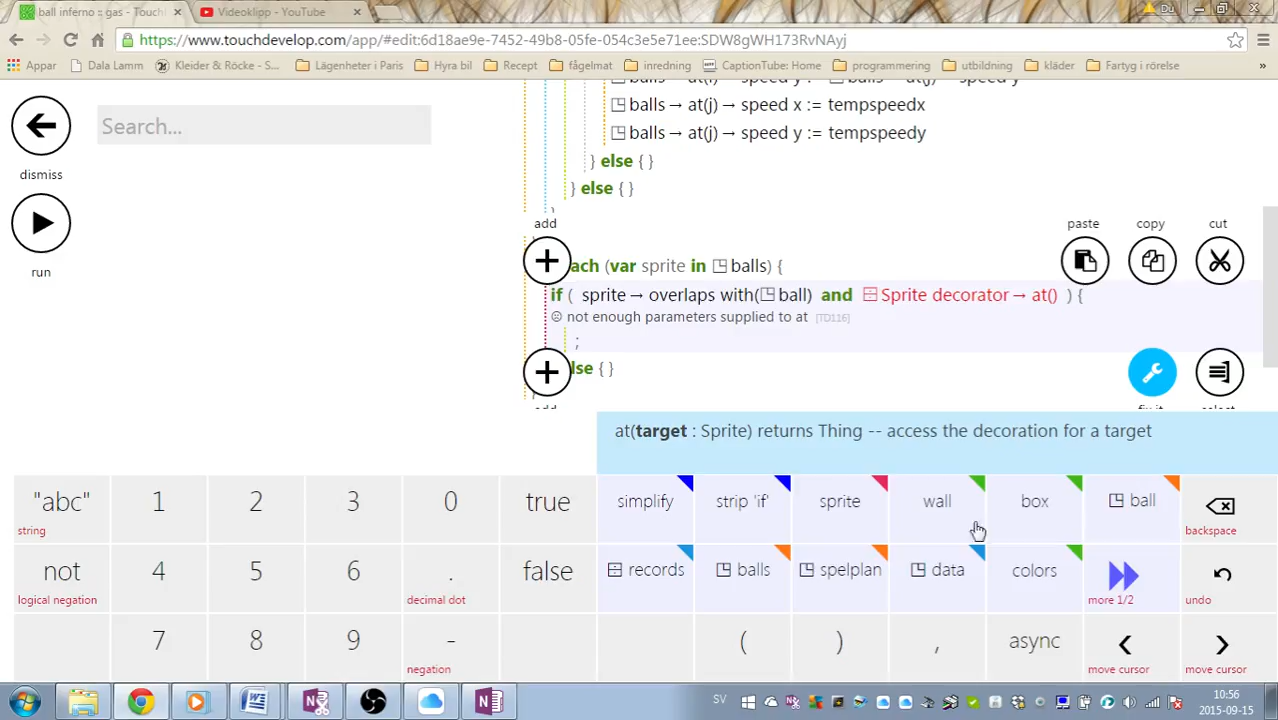 ball inferno :: gas - Touch
Videoklipp - YouTube
Du
https://www.touchdevelop.com/app/#edit:6d18ae9e-7452-49b8-05fe-054c3e5e71ee:SDW8gWH173RvNAyj
Appar
Dala Lamm
Kleider & Röcke - S...
Lägenheter i Paris
Hyra bil
Recept
fågelmat
inredning
CaptionTube: Home
programmering
utbildning
kläder
Fartyg i rörelse
»
Search...
dismiss
run
balls → at(j) → speed x := tempspeedx
balls → at(j) → speed y := tempspeedy
} else { }
} else { }
add
paste
copy
cut
ach (var sprite in balls) {
if ( sprite → overlaps with(ball) and Sprite decorator → at() ) {
not enough parameters supplied to at [TD116]
;
lse { }
at(target : Sprite) returns Thing -- access the decoration for a target
"abc"
string
1
2
3
0
true
simplify
strip 'if'
sprite
wall
box
ball
backspace
not
logical negation
4
5
6
.
decimal dot
false
records
balls
spelplan
data
colors
more 1/2
undo
7
8
9
-
negation
(
)
,
async
move cursor
move cursor
SV
10:56
2015-09-15